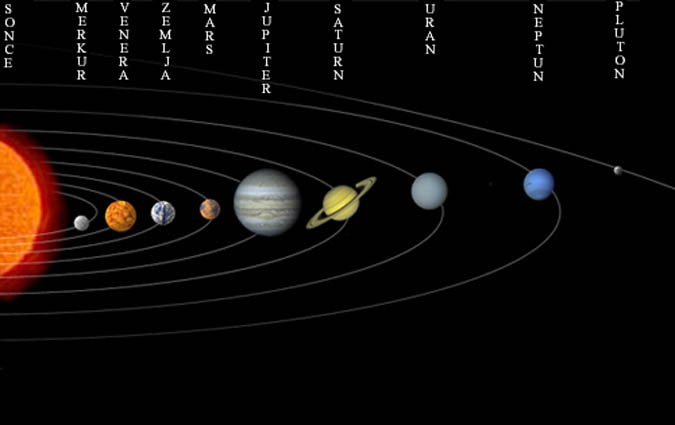 SONCE
MERKUR
VENERA
ZEMLJA
MARS
JUPITER
SATURN
URAN
NEPTUN
PLUTON